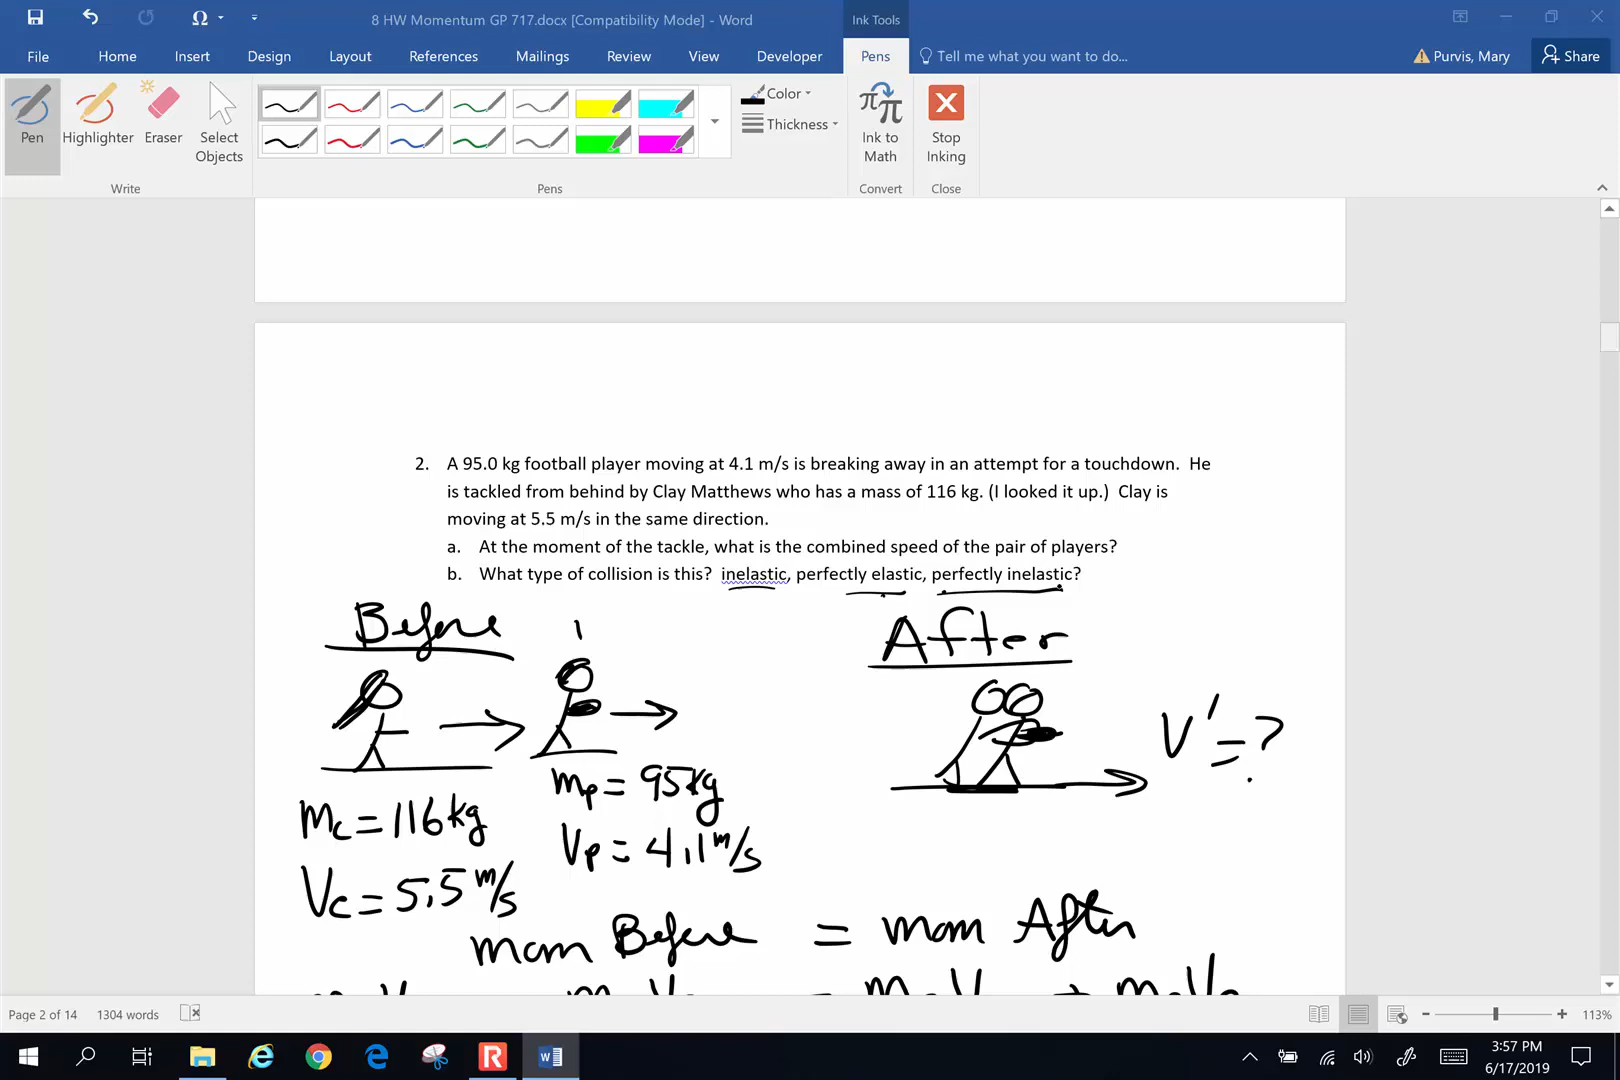 8 HW Momentum GP 717.docx [Compatibility Mode] - Word
Ink Tools
File Home Insert Design Layout References Mailings Review View Developer Pens Tell me what you want to do... Purvis, Mary Share
Pen Highlighter Eraser Select Objects
Color
Thickness
Ink to Math
Stop Inking
Write Pens Convert Close
2. A 95.0 kg football player moving at 4.1 m/s is breaking away in an attempt for a touchdown. He
is tackled from behind by Clay Matthews who has a mass of 116 kg. (I looked it up.) Clay is
moving at 5.5 m/s in the same direction.
a. At the moment of the tackle, what is the combined speed of the pair of players?
b. What type of collision is this? inelastic, perfectly elastic, perfectly inelastic?
Before After
V' = ?
mp = 95kg
mc = 116kg
Vp = 4.1 m/s
Vc = 5.5 m/s
mom Before = mom After
Page 2 of 14 1304 words 113%
3:57 PM
6/17/2019